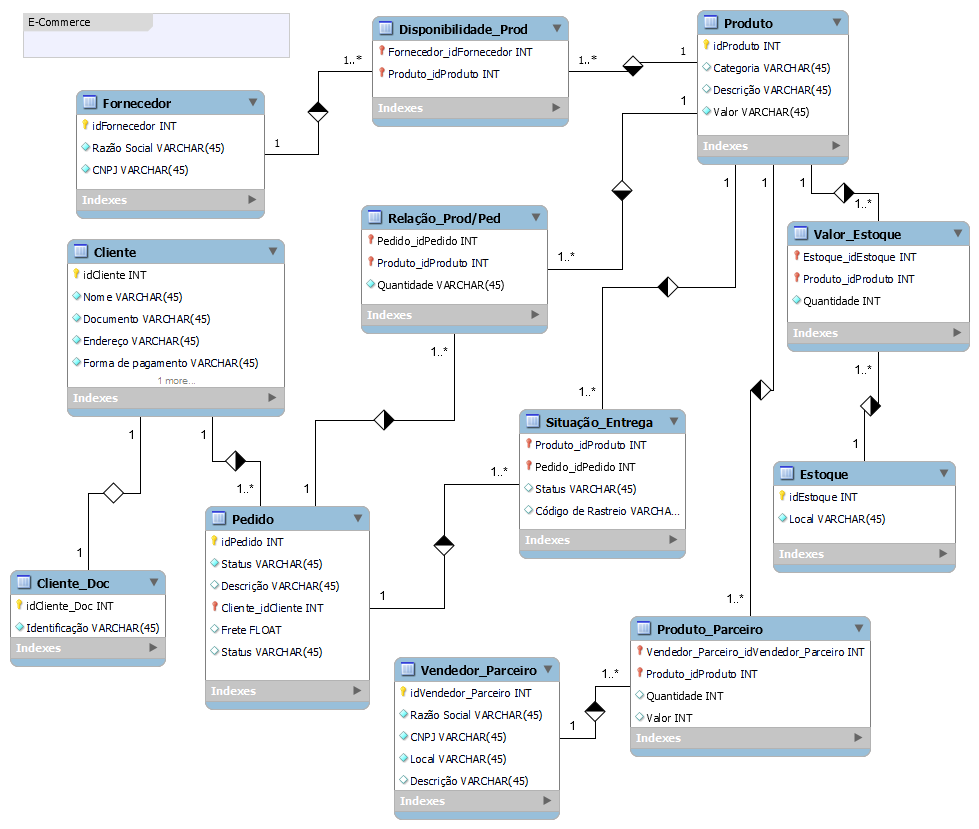 E-Commerce
Disponibilidade_Prod
Fornecedor_idFornecedor INT
Produto_idProduto INT
Indexes
Produto
idProduto INT
Categoria VARCHAR(45)
Descrição VARCHAR(45)
Valor VARCHAR(45)
Indexes
1..*
1..*
1
1
Fornecedor
idFornecedor INT
Razão Social VARCHAR(45)
CNPJ VARCHAR(45)
Indexes
1
1
1
1
1..*
Relação_Prod/Ped
Pedido_idPedido INT
Produto_idProduto INT
Quantidade VARCHAR(45)
Indexes
1..*
1..*
Valor_Estoque
Estoque_idEstoque INT
Produto_idProduto INT
Quantidade INT
Indexes
1..*
1
Cliente
idCliente INT
Nome VARCHAR(45)
Documento VARCHAR(45)
Endereço VARCHAR(45)
Forma de pagamento VARCHAR(45)
1 more...
Indexes
1
1
1..*
1
1
1..*
Situação_Entrega
Produto_idProduto INT
Pedido_idPedido INT
Status VARCHAR(45)
Código de Rastreio VARCHA...
Indexes
1..*
1
Estoque
idEstoque INT
Local VARCHAR(45)
Indexes
Pedido
idPedido INT
Status VARCHAR(45)
Descrição VARCHAR(45)
Cliente_idCliente INT
Frete FLOAT
Status VARCHAR(45)
Indexes
Cliente_Doc
idCliente_Doc INT
Identificação VARCHAR(45)
Indexes
1..*
Produto_Parceiro
Vendedor_Parceiro_idVendedor_Parceiro INT
Produto_idProduto INT
Quantidade INT
Valor INT
Indexes
1..*
1
Vendedor_Parceiro
idVendedor_Parceiro INT
Razão Social VARCHAR(45)
CNPJ VARCHAR(45)
Local VARCHAR(45)
Descrição VARCHAR(45)
Indexes